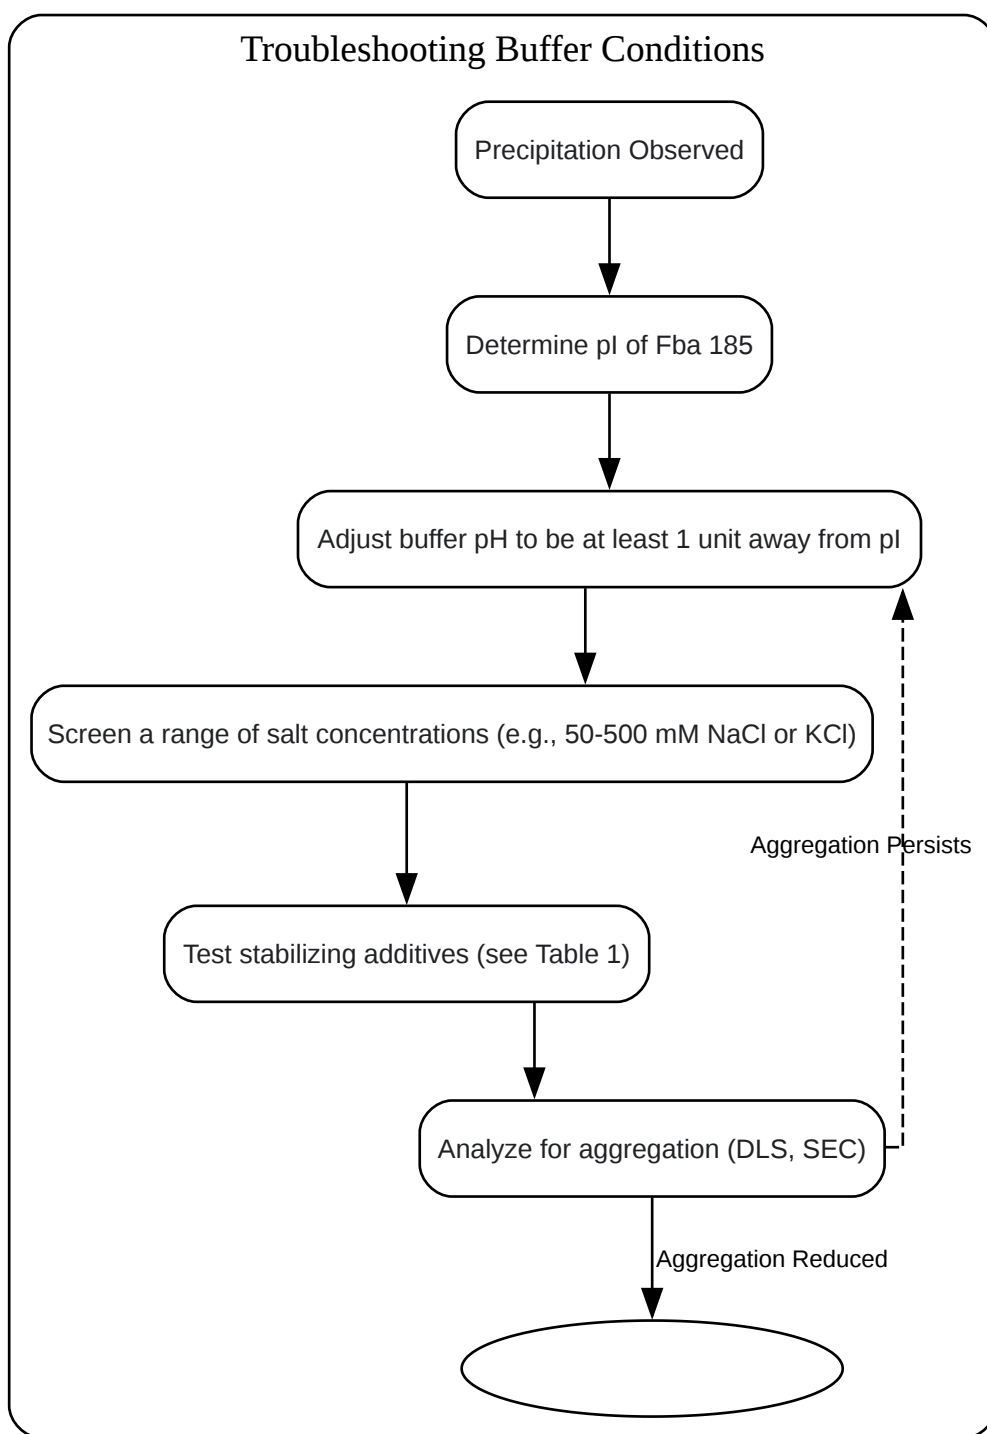 Troubleshooting Buffer Conditions
Precipitation Observed
Determine pI of Fba 185
Adjust buffer pH to be at least 1 unit away from pI
Screen a range of salt concentrations (e.g., 50-500 mM NaCl or KCl)
Aggregation Persists
Test stabilizing additives (see Table 1)
Analyze for aggregation (DLS, SEC)
Aggregation Reduced